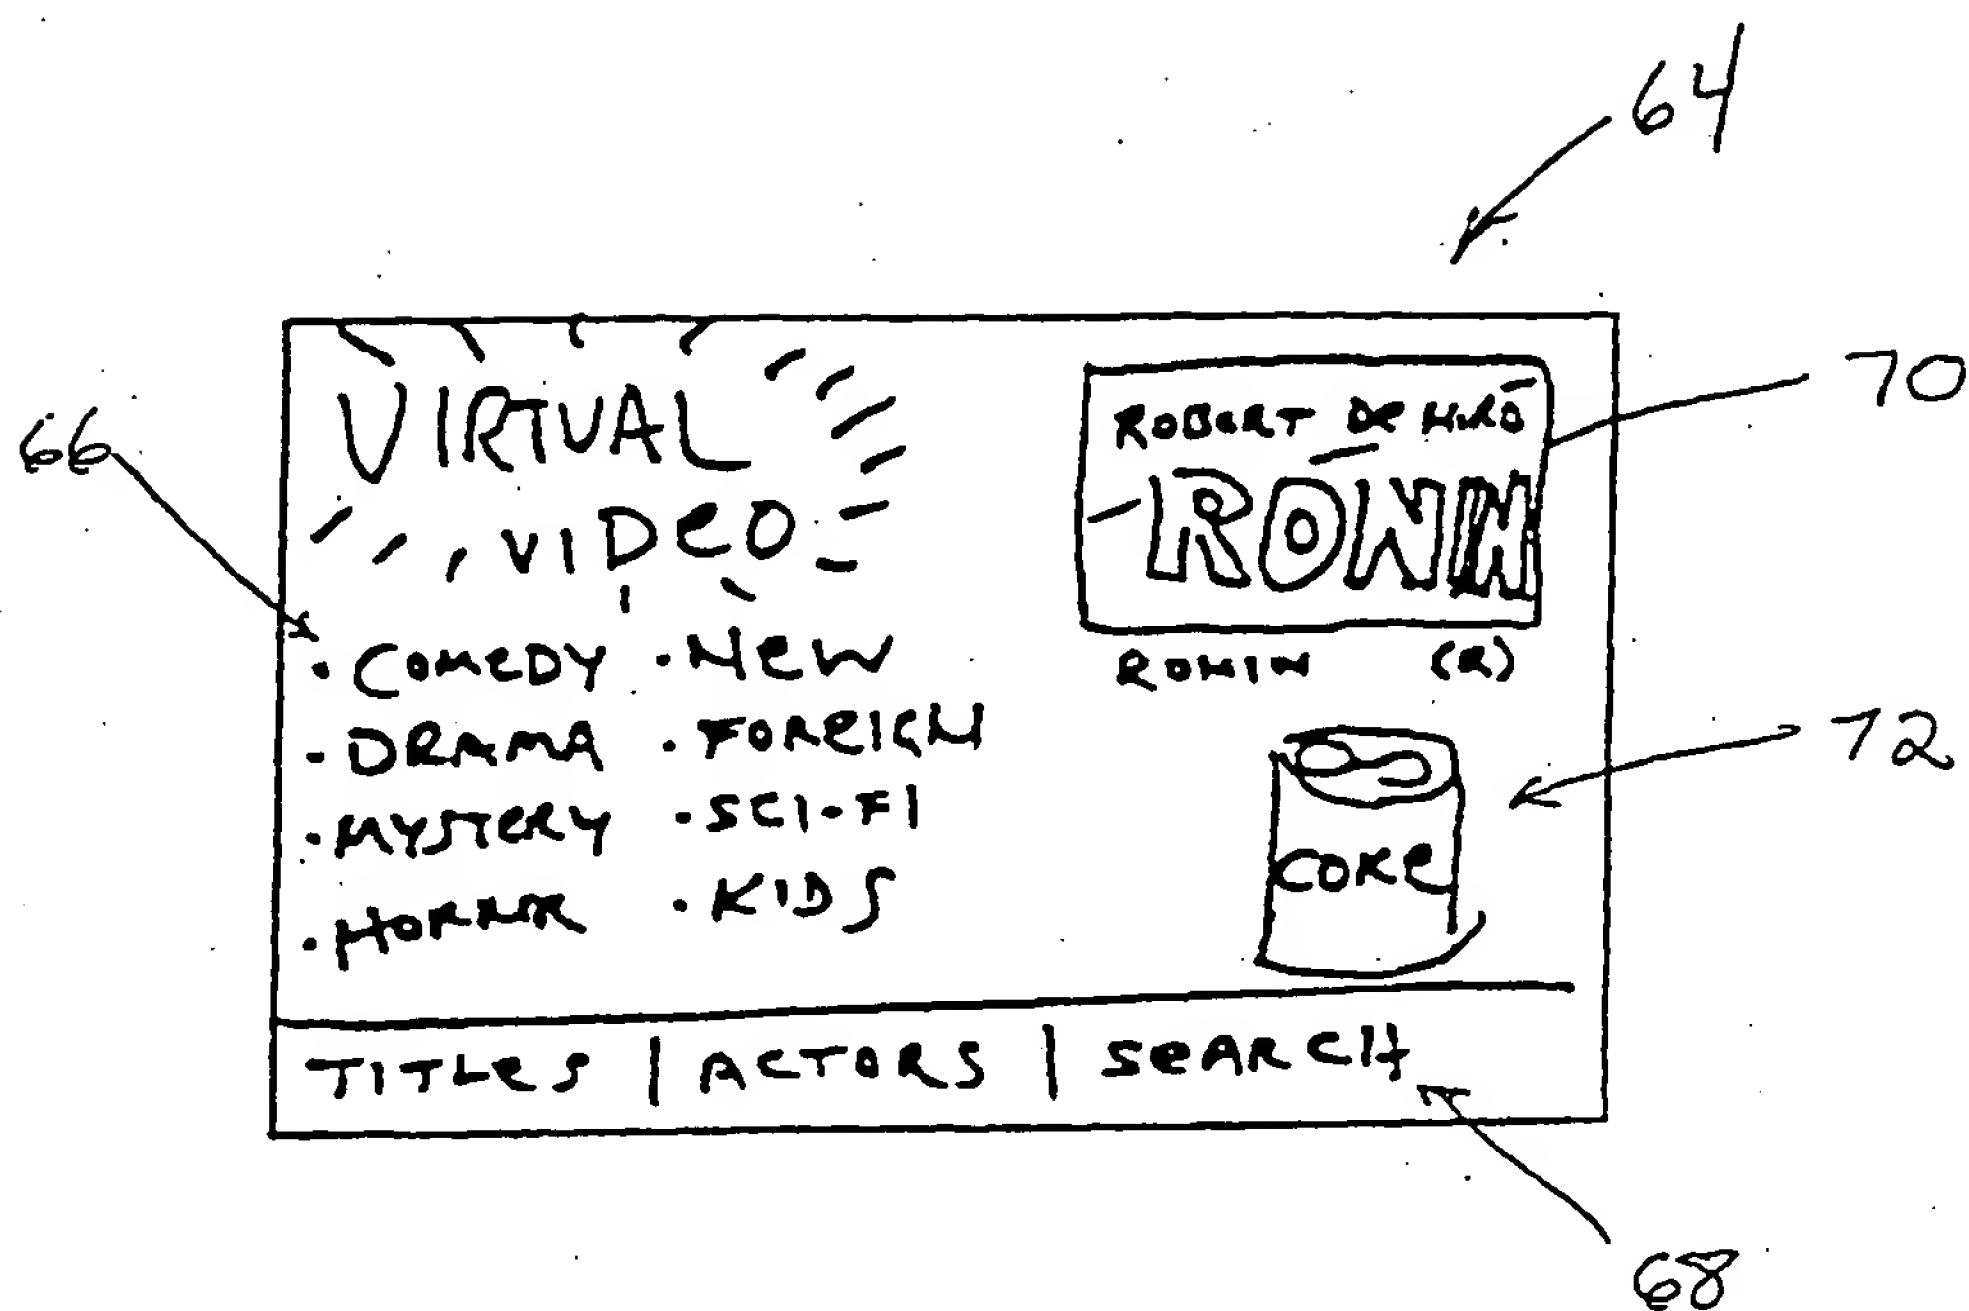 64
70
66
VIRTUAL
VIDeO
ROBeRT De NIRO
RONIN
RONIN (R)
• COMeDY • NeW
• DRAMA • FOReIGN
• MYSTeRY • SCI-FI
• HORROR • KIDS
72
COKe
TITLeS | ACTORS | SeARCH
68